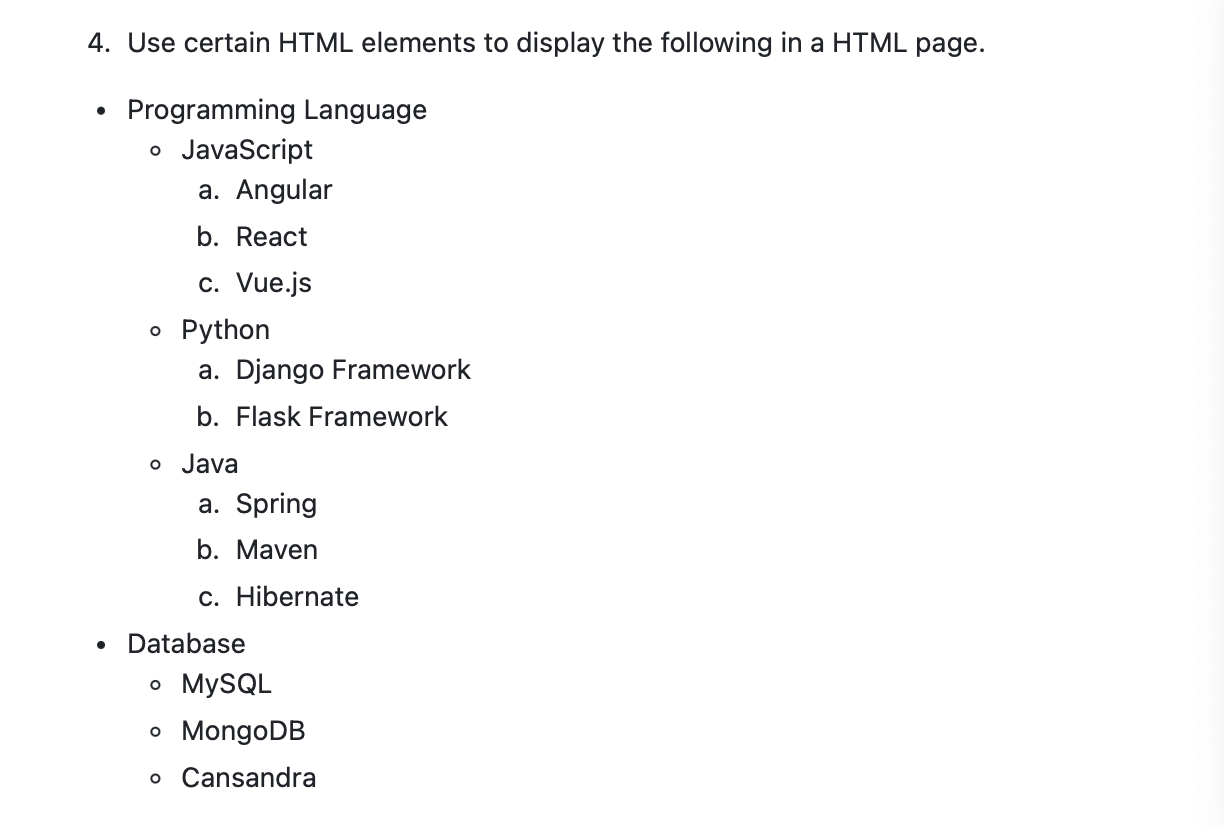 4. Use certain HTML elements to display the following in a HTML page.
• Programming Language
◦ JavaScript
a. Angular
b. React
c. Vue.js
◦ Python
a. Django Framework
b. Flask Framework
◦ Java
a. Spring
b. Maven
c. Hibernate
• Database
◦ MySQL
◦ MongoDB
◦ Cansandra